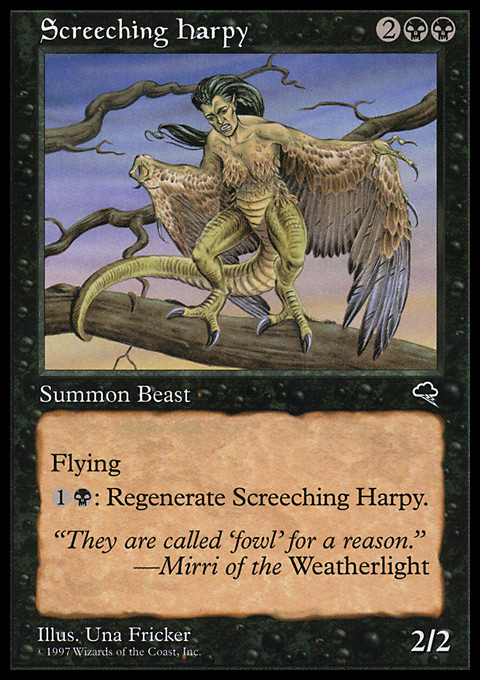 Screeching Harpy
2
Summon Beast
Flying
1 : Regenerate Screeching Harpy.
“They are called ‘fowl’ for a reason.”
—Mirri of the Weatherlight
Illus. Una Fricker
©1997 Wizards of the Coast, Inc.
2/2